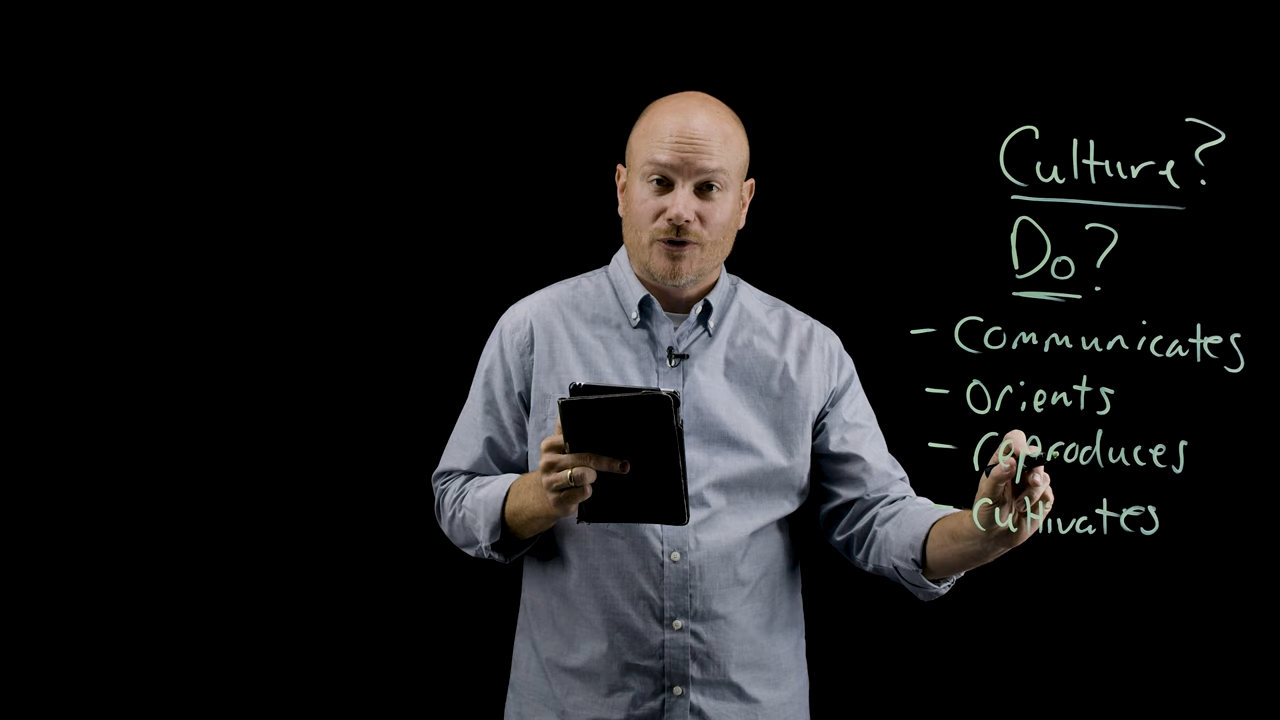 Culture?
Do?
- Communicates
- Orients
- reproduces
- cultivates